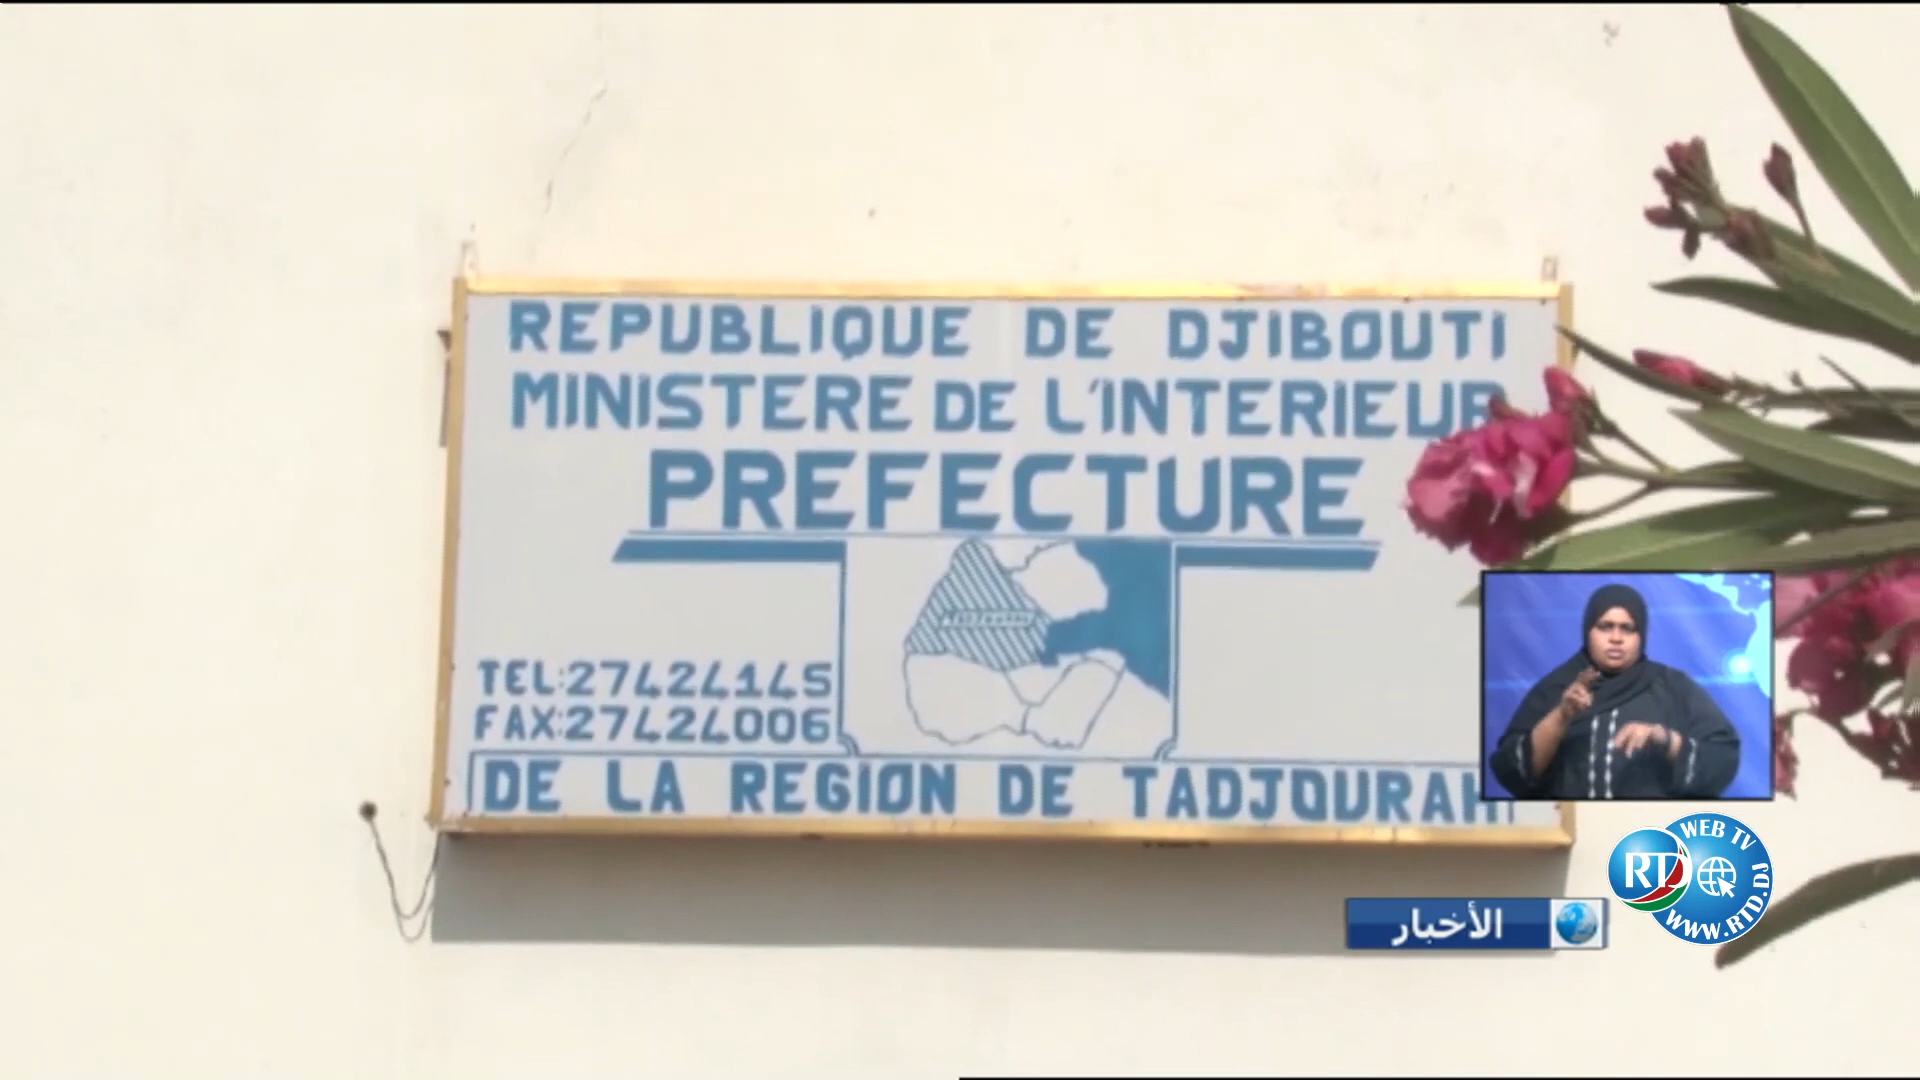 REPUBLIQUE DE DJIBOUTI
MINISTERE DE L'INTERIEUR
PREFECTURE
TADJOURAH
TEL:27424145
FAX:27424006
DE LA REGION DE TADJOURAH
الأخبار
RTD
WEB TV
WWW.RTD.DJ